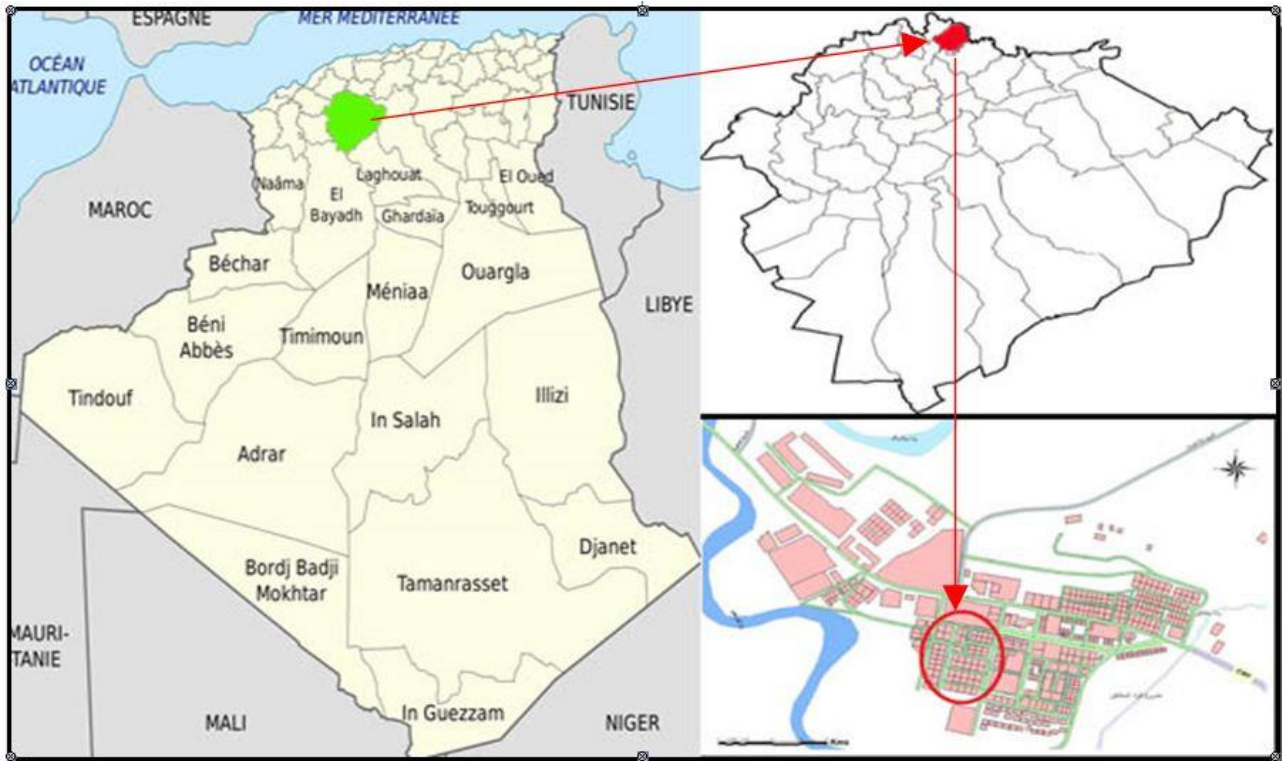 ESPAGNE
MER MÉDITERRANÉE
OCÉAN
ATLANTIQUE
TUNISIE
MAROC
Naâma
El
Bayadh
Laghouat
El Oued
Ghardaïa
Touggourt
Béchar
Ouargla
Méniaa
LIBYE
Béni
Abbès
Timimoun
Tindouf
Illizi
In Salah
Adrar
Djanet
Bordj Badji
Mokhtar
Tamanrasset
MAURI-
TANIE
MALI
In Guezzam
NIGER